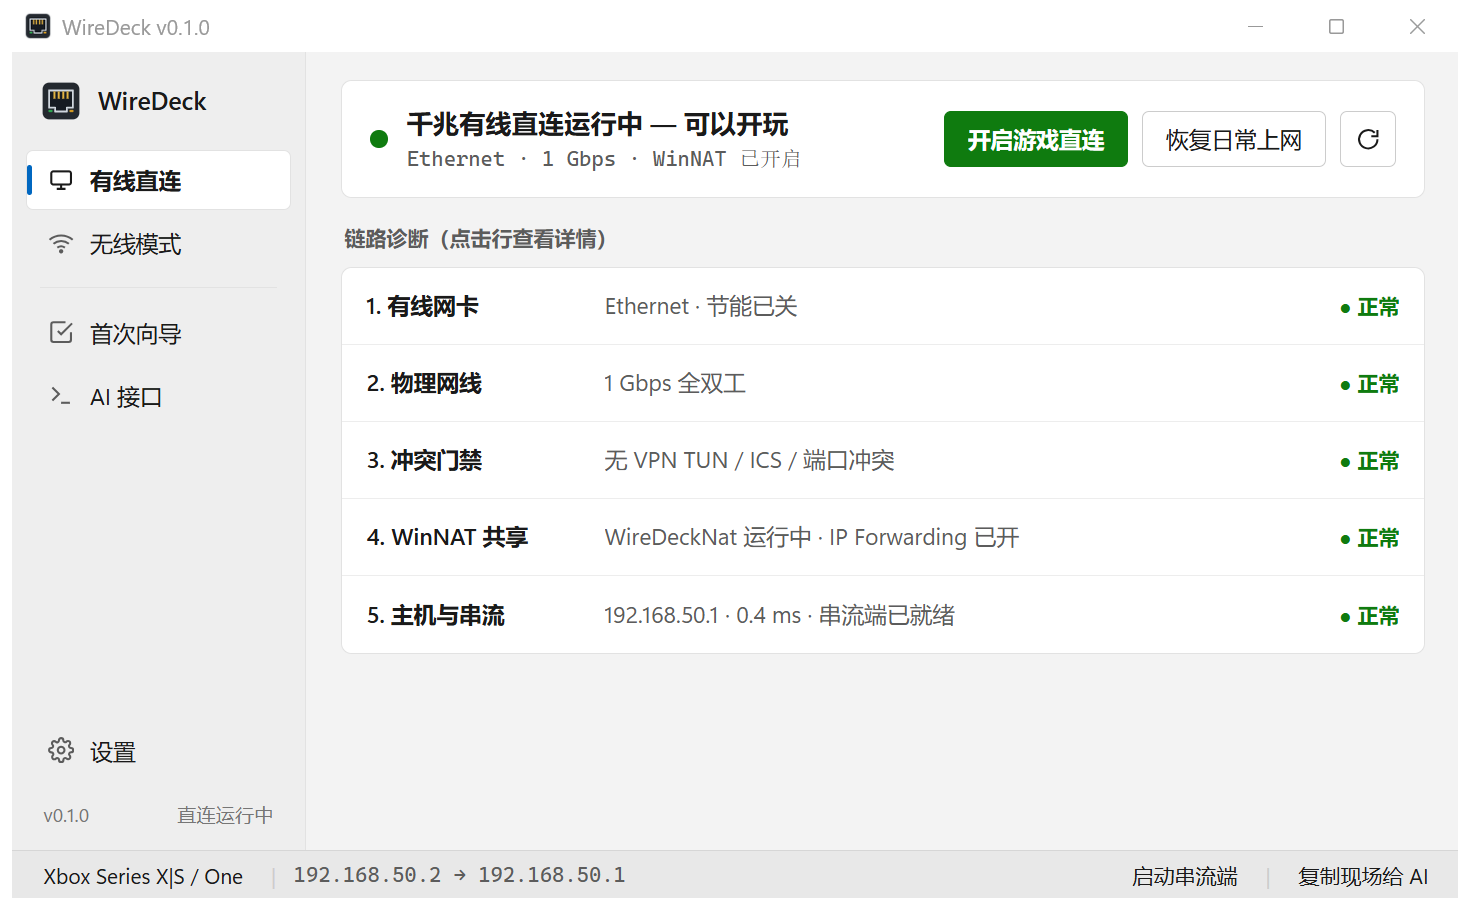 WireDeck v0.1.0
WireDeck
有线直连
无线模式
首次向导
AI 接口
设置
v0.1.0 直连运行中
千兆有线直连运行中 — 可以开玩
Ethernet · 1 Gbps · WinNAT 已开启
开启游戏直连
恢复日常上网
链路诊断（点击行查看详情）
1. 有线网卡 Ethernet · 节能已关 ● 正常
2. 物理网线 1 Gbps 全双工 ● 正常
3. 冲突门禁 无 VPN TUN / ICS / 端口冲突 ● 正常
4. WinNAT 共享 WireDeckNat 运行中 · IP Forwarding 已开 ● 正常
5. 主机与串流 192.168.50.1 · 0.4 ms · 串流端已就绪 ● 正常
Xbox Series X|S / One | 192.168.50.2 → 192.168.50.1 启动串流端 | 复制现场给 AI